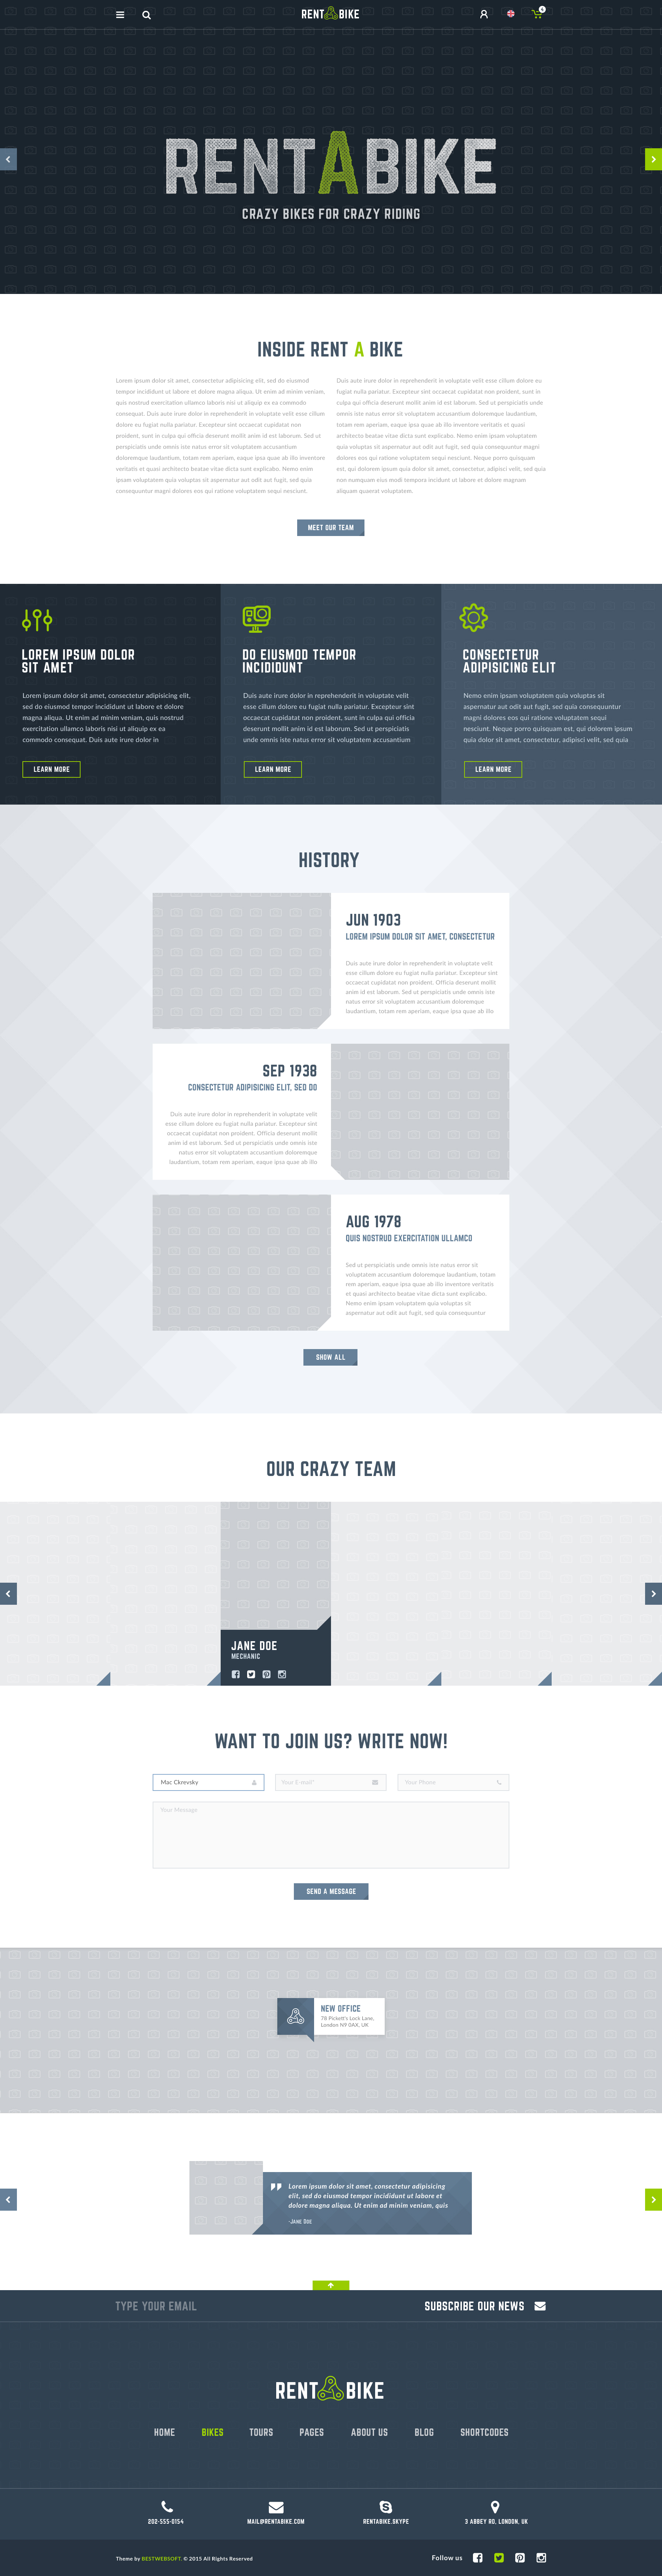 RENT BIKE
6
RENTABIKE
CRAZY BIKES FOR CRAZY RIDING
INSIDE RENT A BIKE
Lorem ipsum dolor sit amet, consectetur adipisicing elit, sed do eiusmod
tempor incididunt ut labore et dolore magna aliqua. Ut enim ad minim veniam,
quis nostrud exercitation ullamco laboris nisi ut aliquip ex ea commodo
consequat. Duis aute irure dolor in reprehenderit in voluptate velit esse cillum
dolore eu fugiat nulla pariatur. Excepteur sint occaecat cupidatat non
proident, sunt in culpa qui officia deserunt mollit anim id est laborum. Sed ut
perspiciatis unde omnis iste natus error sit voluptatem accusantium
doloremque laudantium, totam rem aperiam, eaque ipsa quae ab illo inventore
veritatis et quasi architecto beatae vitae dicta sunt explicabo. Nemo enim
ipsam voluptatem quia voluptas sit aspernatur aut odit aut fugit, sed quia
consequuntur magni dolores eos qui ratione voluptatem sequi nesciunt.
Duis aute irure dolor in reprehenderit in voluptate velit esse cillum dolore eu
fugiat nulla pariatur. Excepteur sint occaecat cupidatat non proident, sunt in
culpa qui officia deserunt mollit anim id est laborum. Sed ut perspiciatis unde
omnis iste natus error sit voluptatem accusantium doloremque laudantium,
totam rem aperiam, eaque ipsa quae ab illo inventore veritatis et quasi
architecto beatae vitae dicta sunt explicabo. Nemo enim ipsam voluptatem
quia voluptas sit aspernatur aut odit aut fugit, sed quia consequuntur magni
dolores eos qui ratione voluptatem sequi nesciunt. Neque porro quisquam
est, qui dolorem ipsum quia dolor sit amet, consectetur, adipisci velit, sed quia
non numquam eius modi tempora incidunt ut labore et dolore magnam
aliquam quaerat voluptatem.
MEET OUR TEAM
LOREM IPSUM DOLOR
SIT AMET
Lorem ipsum dolor sit amet, consectetur adipisicing elit,
sed do eiusmod tempor incididunt ut labore et dolore
magna aliqua. Ut enim ad minim veniam, quis nostrud
exercitation ullamco laboris nisi ut aliquip ex ea
commodo consequat. Duis aute irure dolor in
LEARN MORE
DO EIUSMOD TEMPOR
INCIDIDUNT
Duis aute irure dolor in reprehenderit in voluptate velit
esse cillum dolore eu fugiat nulla pariatur. Excepteur sint
occaecat cupidatat non proident, sunt in culpa qui officia
deserunt mollit anim id est laborum. Sed ut perspiciatis
unde omnis iste natus error sit voluptatem accusantium
LEARN MORE
CONSECTETUR
ADIPISICING ELIT
Nemo enim ipsam voluptatem quia voluptas sit
aspernatur aut odit aut fugit, sed quia consequuntur
magni dolores eos qui ratione voluptatem sequi
nesciunt. Neque porro quisquam est, qui dolorem ipsum
quia dolor sit amet, consectetur, adipisci velit, sed quia
LEARN MORE
HISTORY
JUN 1903
LOREM IPSUM DOLOR SIT AMET, CONSECTETUR
Duis aute irure dolor in reprehenderit in voluptate velit
esse cillum dolore eu fugiat nulla pariatur. Excepteur sint
occaecat cupidatat non proident. Officia deserunt mollit
anim id est laborum. Sed ut perspiciatis unde omnis iste
natus error sit voluptatem accusantium doloremque
laudantium, totam rem aperiam, eaque ipsa quae ab illo
SEP 1938
CONSECTETUR ADIPISICING ELIT, SED DO
Duis aute irure dolor in reprehenderit in voluptate velit
esse cillum dolore eu fugiat nulla pariatur. Excepteur sint
occaecat cupidatat non proident. Officia deserunt mollit
anim id est laborum. Sed ut perspiciatis unde omnis iste
natus error sit voluptatem accusantium doloremque
laudantium, totam rem aperiam, eaque ipsa quae ab illo
AUG 1978
QUIS NOSTRUD EXERCITATION ULLAMCO
Sed ut perspiciatis unde omnis iste natus error sit
voluptatem accusantium doloremque laudantium, totam
rem aperiam, eaque ipsa quae ab illo inventore veritatis
et quasi architecto beatae vitae dicta sunt explicabo.
Nemo enim ipsam voluptatem quia voluptas sit
aspernatur aut odit aut fugit, sed quia consequuntur
SHOW ALL
OUR CRAZY TEAM
JANE DOE
MECHANIC
WANT TO JOIN US? WRITE NOW!
Mac Ckrevsky
Your E-mail*
Your Phone
Your Message
SEND A MESSAGE
NEW OFFICE
78 Pickett's Lock Lane,
London N9 0AX, UK
Lorem ipsum dolor sit amet, consectetur adipisicing
elit, sed do eiusmod tempor incididunt ut labore et
dolore magna aliqua. Ut enim ad minim veniam, quis
-JANE DOE
TYPE YOUR EMAIL
SUBSCRIBE OUR NEWS
RENT BIKE
HOME BIKES TOURS PAGES ABOUT US BLOG SHORTCODES
202-555-0154
MAIL@RENTABIKE.COM
RENTABIKE.SKYPE
3 ABBEY RD, LONDON, UK
Theme by BESTWEBSOFT. © 2015 All Rights Reserved
Follow us